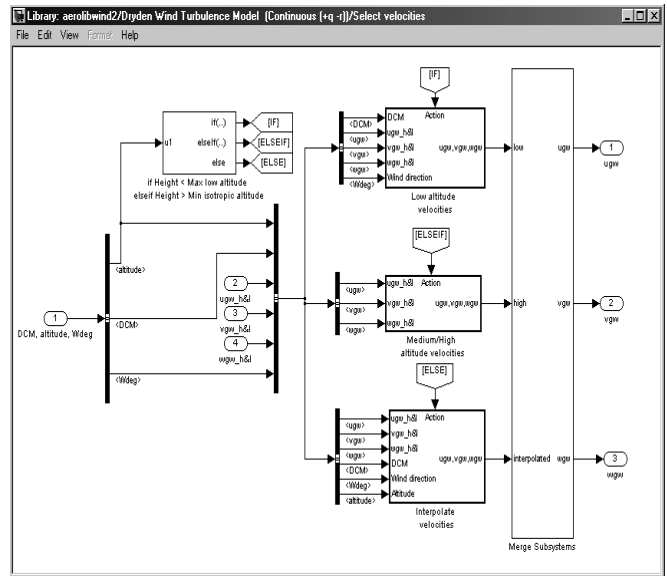 Library: aerolibwind2/Dryden Wind Turbulence Model (Continuous (+q -r))/Select velocities
File Edit View Format Help
u1
if(..)
elseif(..)
else
[IF]
[ELSEIF]
[ELSE]
if Height < Max low altitude
elseif Height > Min isotropic altitude
1
DCM, altitude, Wdeg
<altitude>
<DCM>
<Wdeg>
2
ugw_h&l
3
vgw_h&l
4
wgw_h&l
[IF]
<DCM>
<ugw>
<vgw>
<wgw>
<Wdeg>
DCM
Action
ugw_h&l
vgw_h&l
wgw_h&l
Wind direction
ugw,vgw,wgw
Low altitude
velocities
[ELSEIF]
<ugw>
<vgw>
<wgw>
ugw_h&l
Action
vgw_h&l
wgw_h&l
ugw,vgw,wgw
Medium/High
altitude velocities
[ELSE]
<ugw>
<vgw>
<wgw>
<DCM>
<Wdeg>
<altitude>
ugw_h&l
Action
vgw_h&l
wgw_h&l
DCM
Wind direction
Altitude
ugw,vgw,wgw
Interpolate
velocities
low
ugw
high
vgw
interpolated
wgw
Merge Subsystems
1
ugw
2
vgw
3
wgw